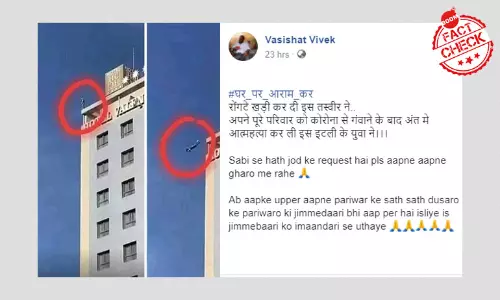 Vasishat Vivek
23 hrs ·
BOOM
FACT
CHECK
#घर_पर_आराम_कर
रोंगटे खड़ी कर दी इस तस्वीर ने..
अपने पूरे परिवार को कोरोना से गंवाने के बाद अंत मे
आत्महत्या कर ली इस इटली के युवा ने।।।
Sabi se hath jod ke request hai pls aapne aapne
gharo me rahe 🙏
Ab aapke upper aapne pariwar ke sath sath dusaro
ke pariwaro ki jimmedaari bhi aap per hai isliye is
jimmebaari ko imaandari se uthaye 🙏🙏🙏🙏🙏